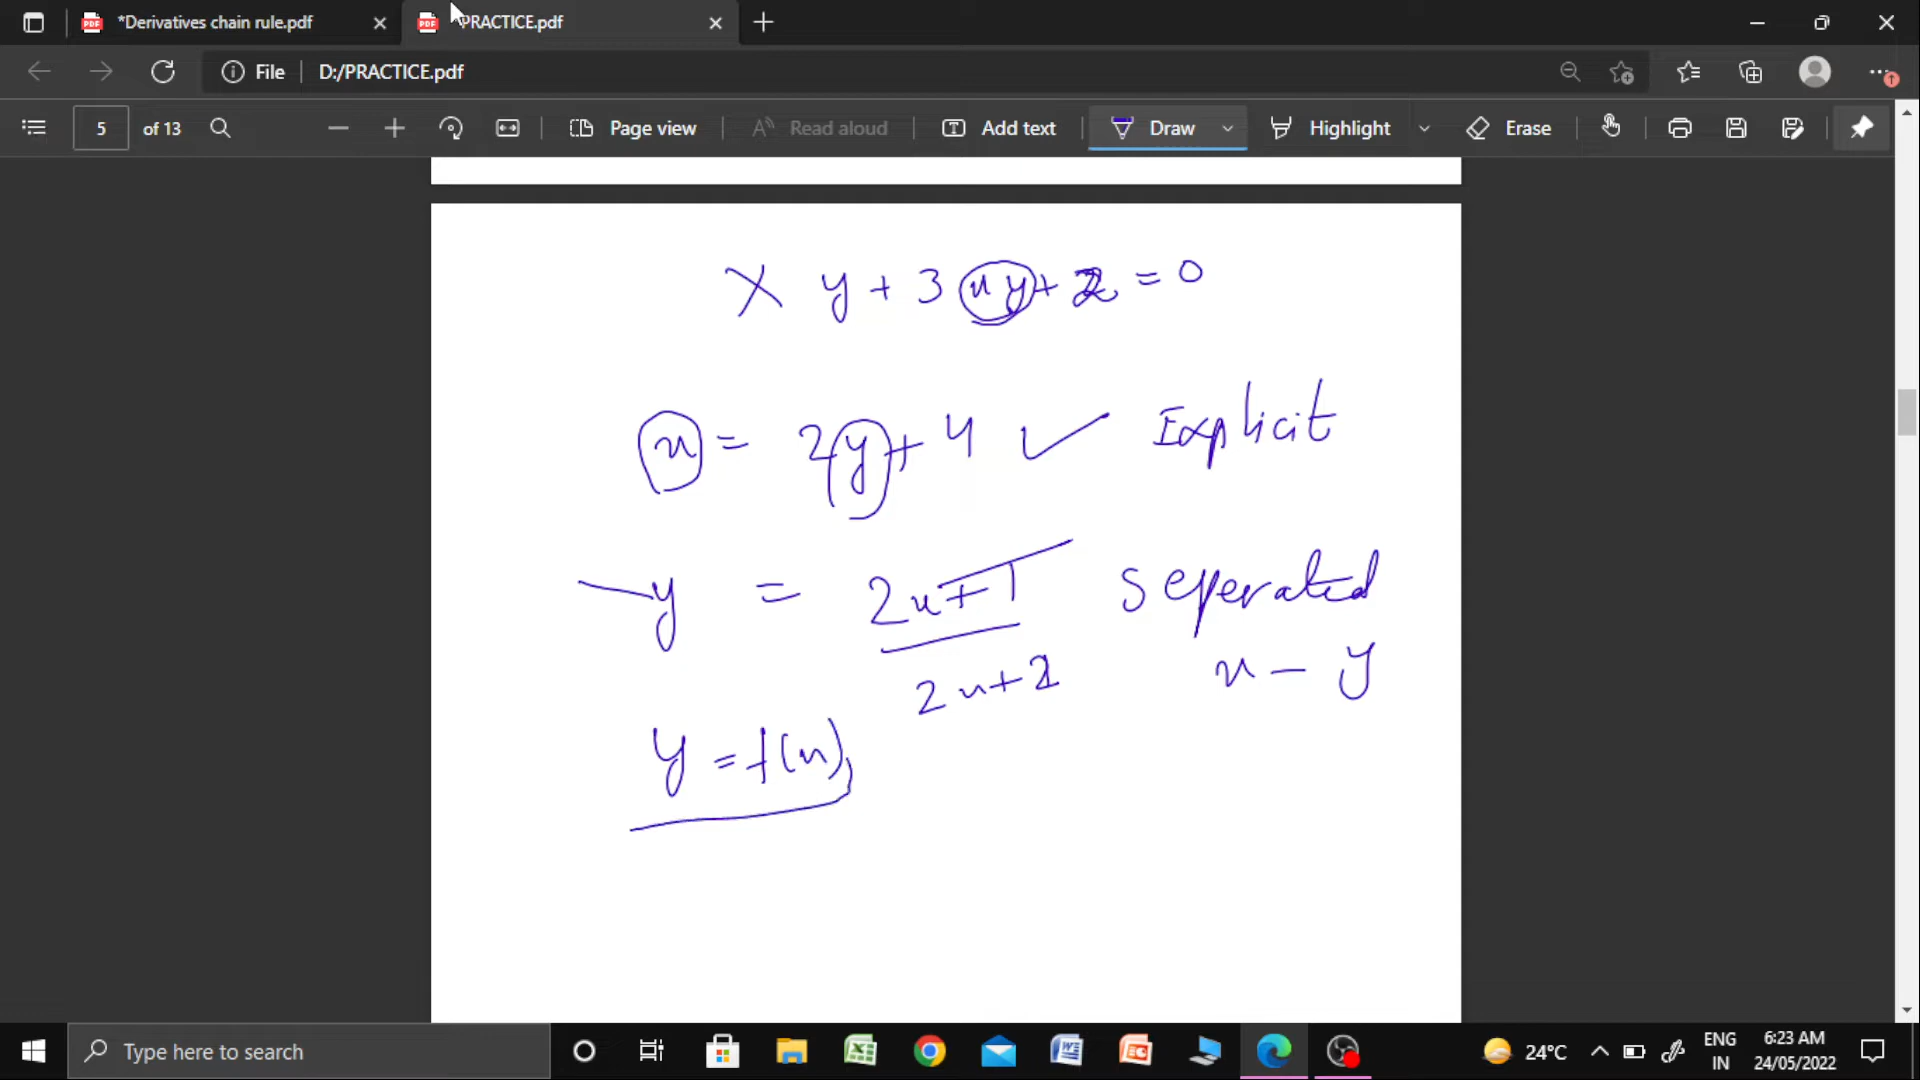 *Derivatives chain rule.pdf
PRACTICE.pdf
File
D:/PRACTICE.pdf
5 of 13
Page view
Read aloud
Add text
Draw
Highlight
Erase
X y + 3 xy + 2 = 0
x = 2y + 4 ✓ Explicit
y = 2x+1 seperated
2x+2 x - y
y = f(x)
Type here to search
24°C
ENG
IN
6:23 AM
24/05/2022